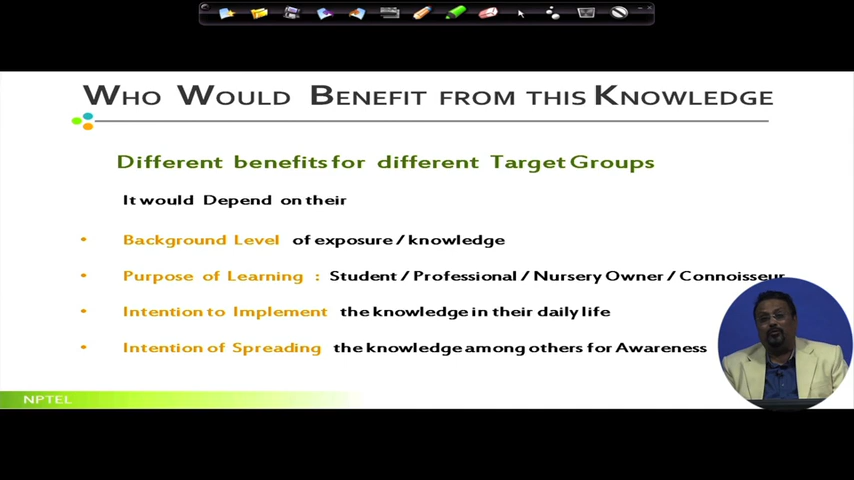 WHO WOULD BENEFIT FROM THIS KNOWLEDGE
Different benefits for different Target Groups
It would Depend on their
• Background Level of exposure / knowledge
• Purpose of Learning : Student / Professional / Nursery Owner / Connoisseur
• Intention to Implement the knowledge in their daily life
• Intention of Spreading the knowledge among others for Awareness
NPTEL